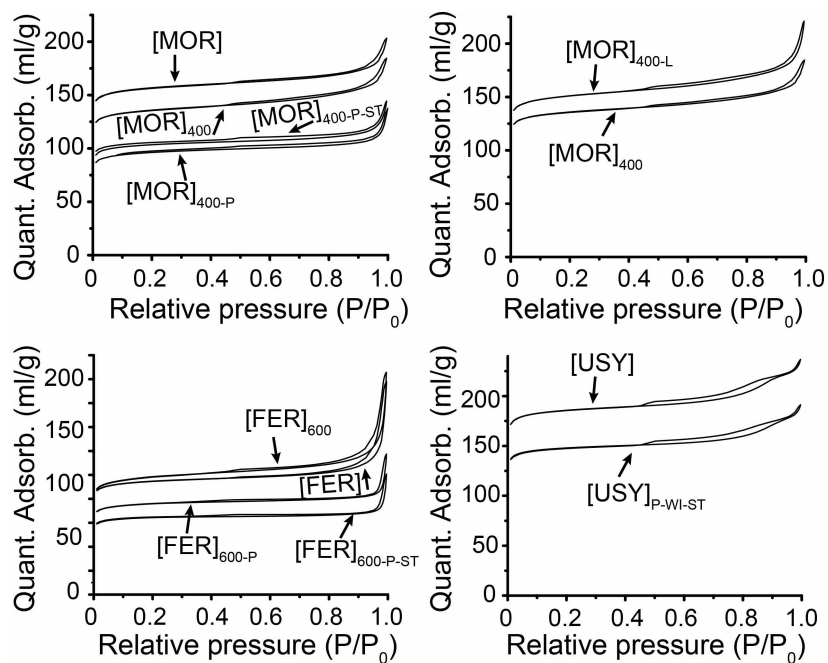 Quant. Adsorb. (ml/g)
200
150
100
50
0
[MOR]
[MOR]400
[MOR]400-P-ST
[MOR]400-P
0 0.2 0.4 0.6 0.8 1.0
Relative pressure (P/P0)
Quant. Adsorb. (ml/g)
200
150
100
50
0
[MOR]400-L
[MOR]400
0 0.2 0.4 0.6 0.8 1.0
Relative pressure (P/P0)
Quant. Adsorb. (ml/g)
200
150
100
50
0
[FER]600
[FER]
[FER]600-P
[FER]600-P-ST
0 0.2 0.4 0.6 0.8 1.0
Relative pressure (P/P0)
Quant. Adsorb. (ml/g)
200
150
100
50
0
[USY]
[USY]P-WI-ST
0 0.2 0.4 0.6 0.8 1.0
Relative pressure (P/P0)